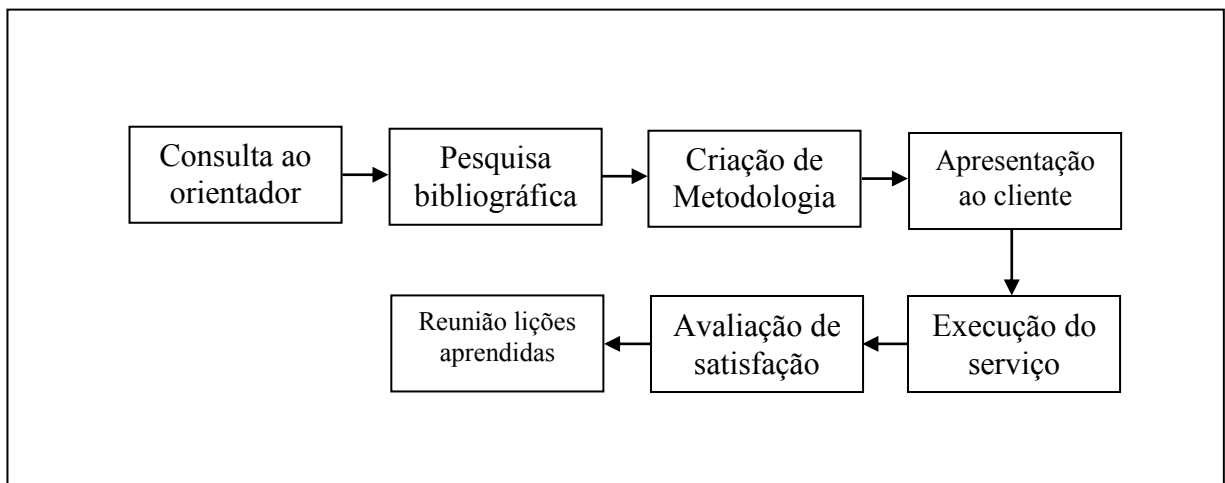 Consulta ao
orientador
Pesquisa
bibliográfica
Criação de
Metodologia
Apresentação
ao cliente
Execução do
serviço
Avaliação de
satisfação
Reunião lições
aprendidas